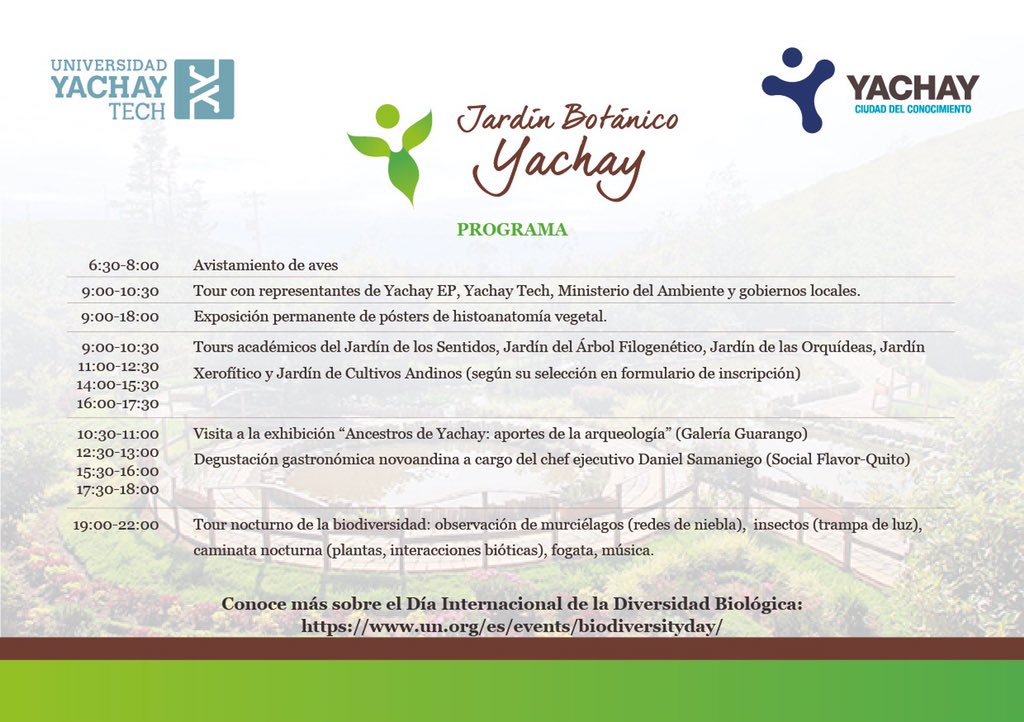 UNIVERSIDAD
YACHAY
TECH
Jardín Botánico
Yachay
YACHAY
CIUDAD DEL CONOCIMIENTO
PROGRAMA
6:30-8:00 Avistamiento de aves
9:00-10:30 Tour con representantes de Yachay EP, Yachay Tech, Ministerio del Ambiente y gobiernos locales.
9:00-18:00 Exposición permanente de pósters de histoanatomía vegetal.
9:00-10:30 Tours académicos del Jardín de los Sentidos, Jardín del Árbol Filogenético, Jardín de las Orquídeas, Jardín
11:00-12:30 Xerofítico y Jardín de Cultivos Andinos (según su selección en formulario de inscripción)
14:00-15:30
16:00-17:30
10:30-11:00 Visita a la exhibición “Ancestros de Yachay: aportes de la arqueología” (Galería Guarango)
12:30-13:00 Degustación gastronómica novoandina a cargo del chef ejecutivo Daniel Samaniego (Social Flavor-Quito)
15:30-16:00
17:30-18:00
19:00-22:00 Tour nocturno de la biodiversidad: observación de murciélagos (redes de niebla), insectos (trampa de luz),
caminata nocturna (plantas, interacciones bióticas), fogata, música.
Conoce más sobre el Día Internacional de la Diversidad Biológica:
https://www.un.org/es/events/biodiversityday/